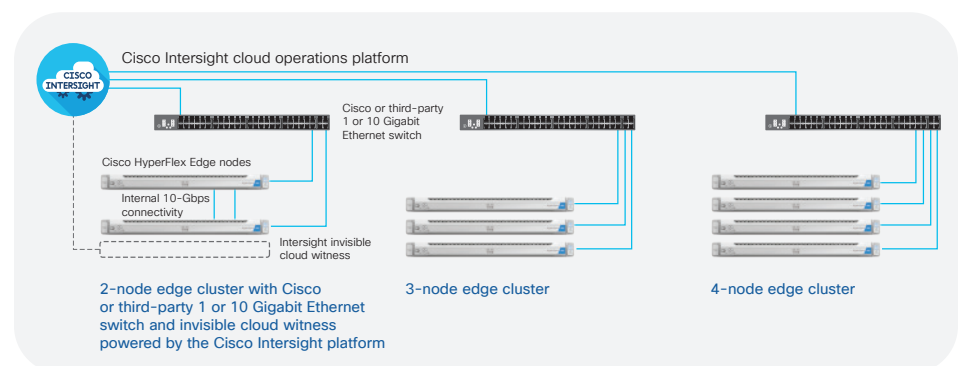 Cisco Intersight cloud operations platform
CISCO
INTERSIGHT
Cisco or third-party
1 or 10 Gigabit
Ethernet switch
Cisco HyperFlex Edge nodes
Internal 10-Gbps
connectivity
Intersight invisible
cloud witness
2-node edge cluster with Cisco
or third-party 1 or 10 Gigabit Ethernet
switch and invisible cloud witness
powered by the Cisco Intersight platform
3-node edge cluster
4-node edge cluster